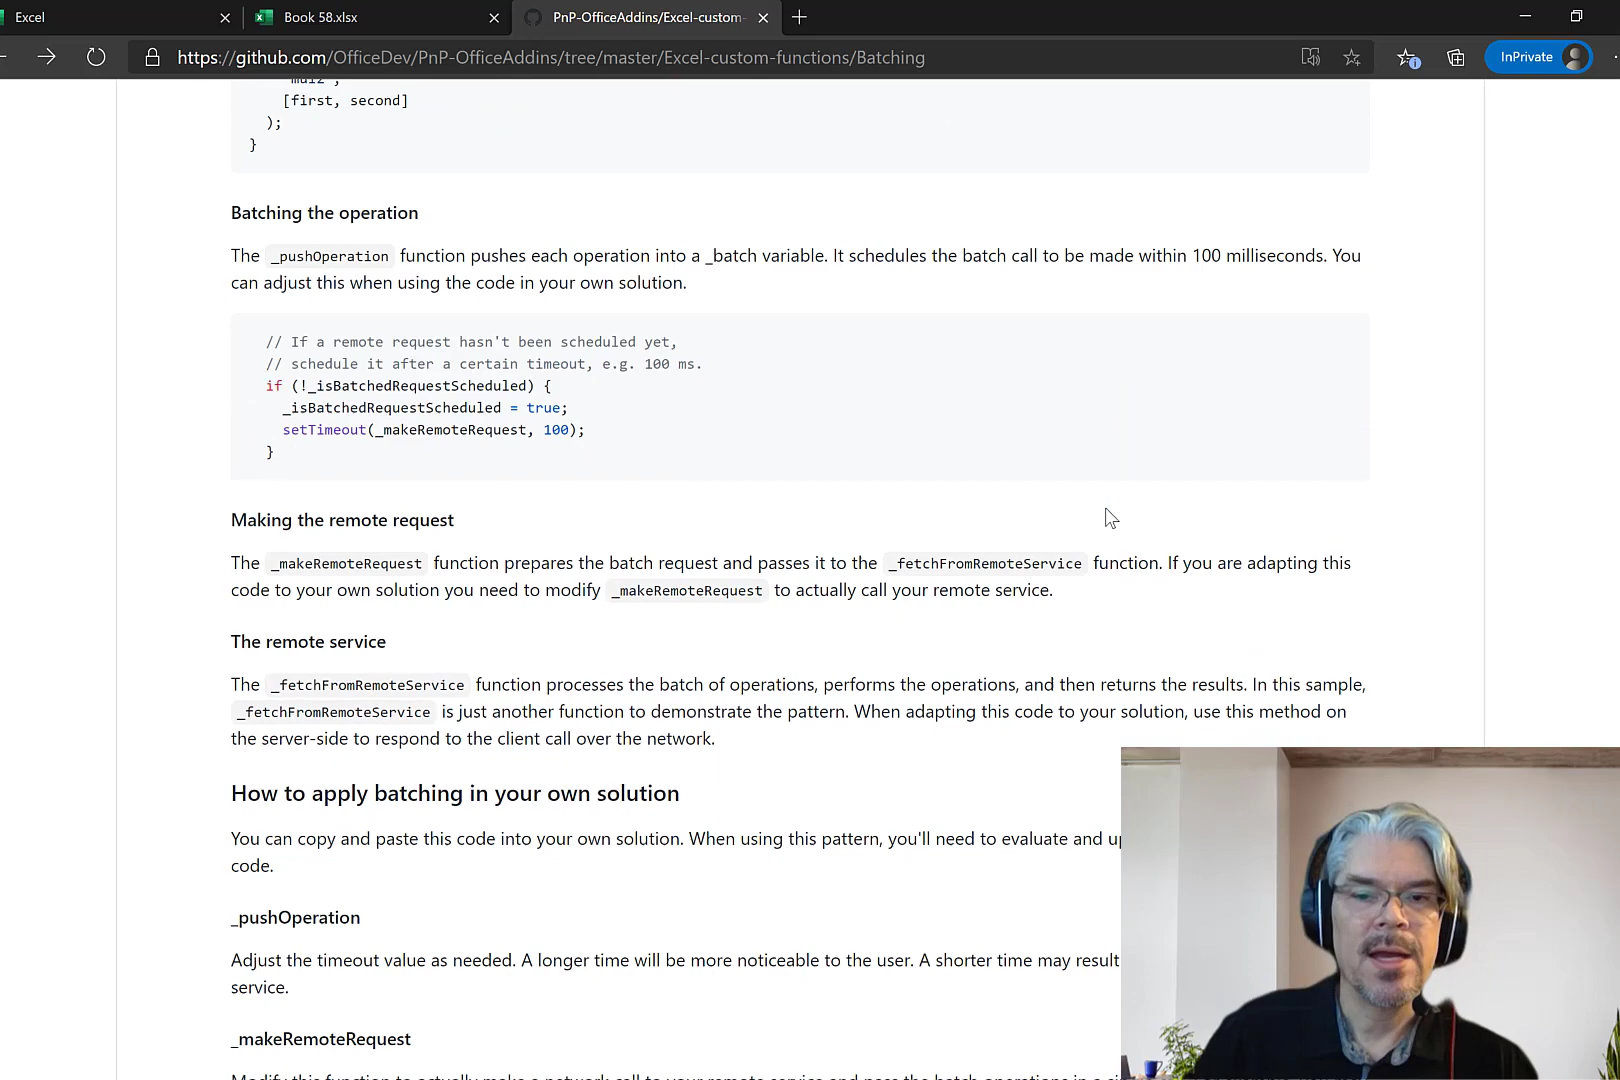 Excel
Book 58.xlsx
PnP-OfficeAddins/Excel-custom-
https://github.com/OfficeDev/PnP-OfficeAddins/tree/master/Excel-custom-functions/Batching
InPrivate
[first, second]
);
}
Batching the operation
The _pushOperation function pushes each operation into a _batch variable. It schedules the batch call to be made within 100 milliseconds. You
can adjust this when using the code in your own solution.
// If a remote request hasn't been scheduled yet,
// schedule it after a certain timeout, e.g. 100 ms.
if (!_isBatchedRequestScheduled) {
_isBatchedRequestScheduled = true;
setTimeout(_makeRemoteRequest, 100);
}
Making the remote request
The _makeRemoteRequest function prepares the batch request and passes it to the _fetchFromRemoteService function. If you are adapting this
code to your own solution you need to modify _makeRemoteRequest to actually call your remote service.
The remote service
The _fetchFromRemoteService function processes the batch of operations, performs the operations, and then returns the results. In this sample,
_fetchFromRemoteService is just another function to demonstrate the pattern. When adapting this code to your solution, use this method on
the server-side to respond to the client call over the network.
How to apply batching in your own solution
You can copy and paste this code into your own solution. When using this pattern, you'll need to evaluate and up
code.
_pushOperation
Adjust the timeout value as needed. A longer time will be more noticeable to the user. A shorter time may result
service.
_makeRemoteRequest